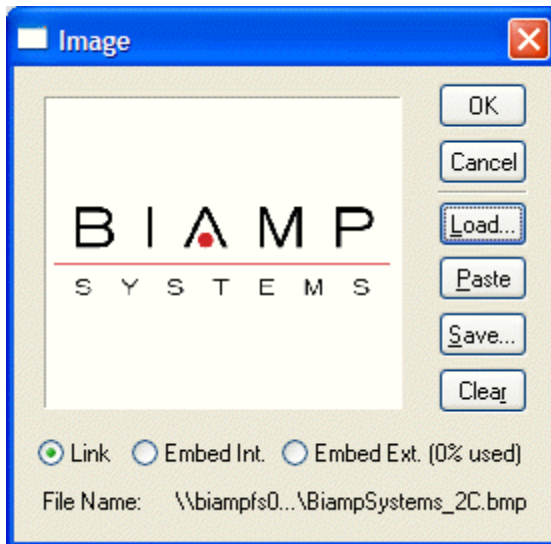 Image
BIAMP
SYSTEMS
OK
Cancel
Load...
Paste
Save...
Clear
Link Embed Int. Embed Ext. (0% used)
File Name: \\biampfs0...\BiampSystems_2C.bmp